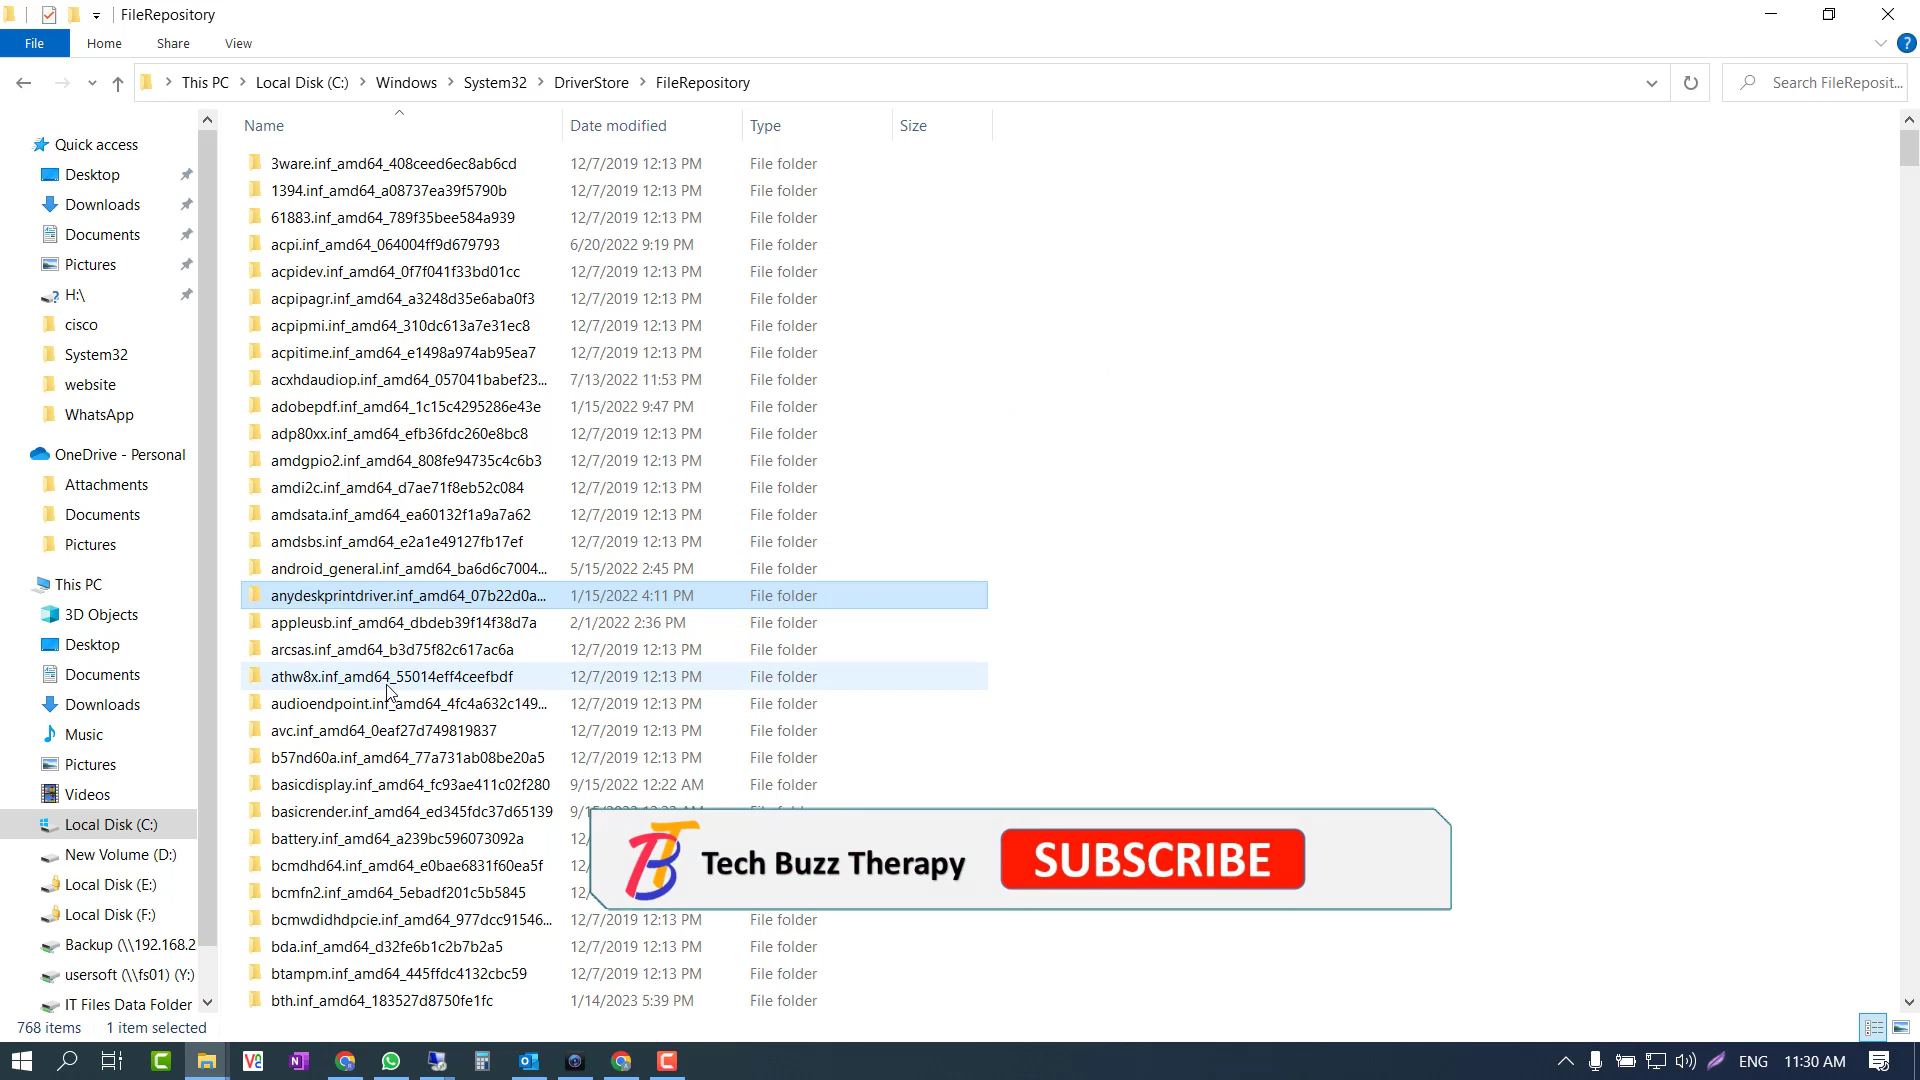 FileRepository
File Home Share View
This PC Local Disk (C:) Windows System32 DriverStore FileRepository Search FileReposit...
Name Date modified Type Size
3ware.inf_amd64_408ceed6ec8ab6cd 12/7/2019 12:13 PM File folder
1394.inf_amd64_a08737ea39f5790b 12/7/2019 12:13 PM File folder
61883.inf_amd64_789f35bee584a939 12/7/2019 12:13 PM File folder
acpi.inf_amd64_064004ff9d679793 6/20/2022 9:19 PM File folder
acpidev.inf_amd64_0f7f041f33bd01cc 12/7/2019 12:13 PM File folder
acpipagr.inf_amd64_a3248d35e6aba0f3 12/7/2019 12:13 PM File folder
acpipmi.inf_amd64_310dc613a7e31ec8 12/7/2019 12:13 PM File folder
acpitime.inf_amd64_e1498a974ab95ea7 12/7/2019 12:13 PM File folder
acxhdaudiop.inf_amd64_057041babef23... 7/13/2022 11:53 PM File folder
adobepdf.inf_amd64_1c15c4295286e43e 1/15/2022 9:47 PM File folder
adp80xx.inf_amd64_efb36fdc260e8bc8 12/7/2019 12:13 PM File folder
amdgpio2.inf_amd64_808fe94735c4c6b3 12/7/2019 12:13 PM File folder
amdi2c.inf_amd64_d7ae71f8eb52c084 12/7/2019 12:13 PM File folder
amdsata.inf_amd64_ea60132f1a9a7a62 12/7/2019 12:13 PM File folder
amdsbs.inf_amd64_e2a1e49127fb17ef 12/7/2019 12:13 PM File folder
android_general.inf_amd64_ba6d6c7004... 5/15/2022 2:45 PM File folder
anydeskprintdriver.inf_amd64_07b22d0a... 1/15/2022 4:11 PM File folder
appleusb.inf_amd64_dbdeb39f14f38d7a 2/1/2022 2:36 PM File folder
arcsas.inf_amd64_b3d75f82c617ac6a 12/7/2019 12:13 PM File folder
athw8x.inf_amd64_55014eff4ceefbdf 12/7/2019 12:13 PM File folder
audioendpoint.inf_amd64_4fc4a632c149... 12/7/2019 12:13 PM File folder
avc.inf_amd64_0eaf27d749819837 12/7/2019 12:13 PM File folder
b57nd60a.inf_amd64_77a731ab08be20a5 12/7/2019 12:13 PM File folder
basicdisplay.inf_amd64_fc93ae411c02f280 9/15/2022 12:22 AM File folder
basicrender.inf_amd64_ed345fdc37d65139
battery.inf_amd64_a239bc596073092a
bcmdhd64.inf_amd64_e0bae6831f60ea5f
bcmfn2.inf_amd64_5ebadf201c5b5845
bcmwdidhdpcie.inf_amd64_977dcc91546... 12/7/2019 12:13 PM File folder
bda.inf_amd64_d32fe6b1c2b7b2a5 12/7/2019 12:13 PM File folder
btampm.inf_amd64_445ffdc4132cbc59 12/7/2019 12:13 PM File folder
bth.inf_amd64_183527d8750fe1fc 1/14/2023 5:39 PM File folder
Quick access
Desktop
Downloads
Documents
Pictures
H:\
cisco
System32
website
WhatsApp
OneDrive - Personal
Attachments
Documents
Pictures
This PC
3D Objects
Desktop
Documents
Downloads
Music
Pictures
Videos
Local Disk (C:)
New Volume (D:)
Local Disk (E:)
Local Disk (F:)
Backup (\\192.168.2
usersoft (\\fs01) (Y:)
IT Files Data Folder
Tech Buzz Therapy SUBSCRIBE
768 items 1 item selected
ENG 11:30 AM